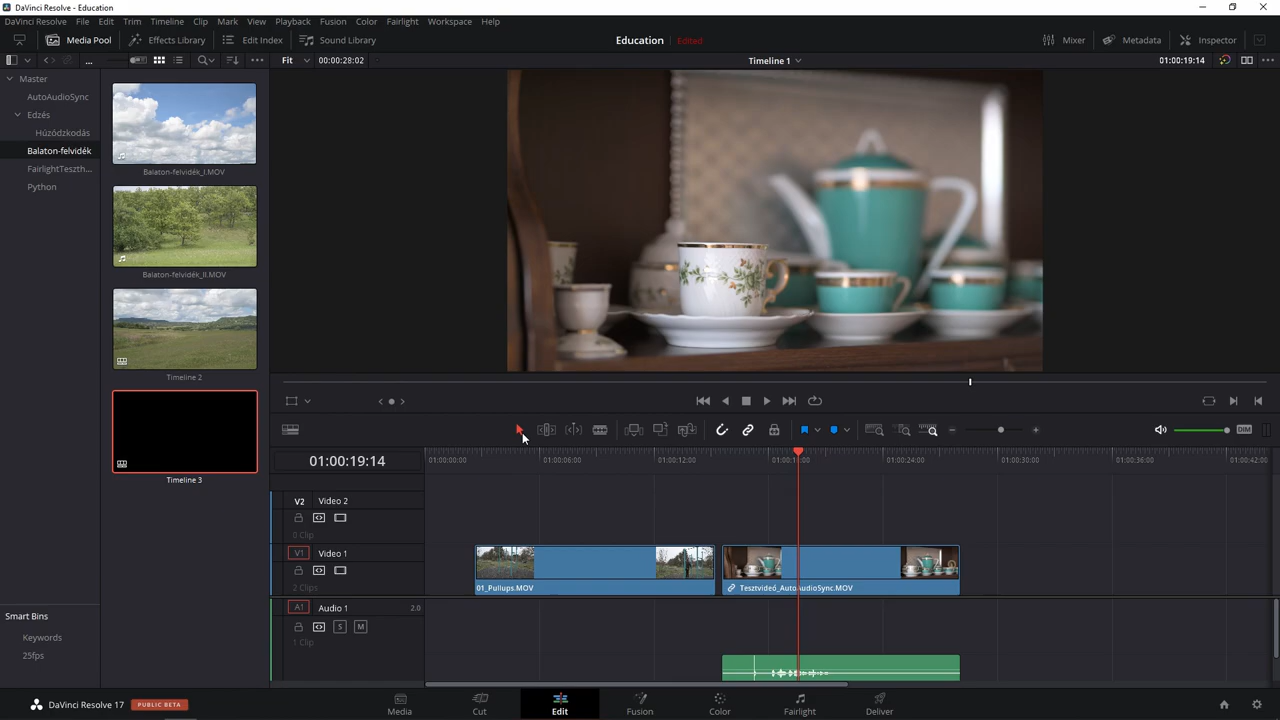 DaVinci Resolve - Education
DaVinci Resolve File Edit Trim Timeline Clip Mark View Playback Fusion Color Fairlight Workspace Help
Media Pool Effects Library Edit Index Sound Library Education Edited Mixer Metadata Inspector
... Fit 00:00:28:02 Timeline 1 01:00:19:14
Master
AutoAudioSync
Edzés
Húzódzkodás
Balaton-felvidék
FairlightTeszth...
Python
Balaton-felvidék_I.MOV
Balaton-felvidék_II.MOV
Timeline 2
Timeline 3
DIM
01:00:19:14
01:00:00:00 01:00:06:00 01:00:12:00 01:00:24:00 01:00:30:00 01:00:36:00 01:00:42:00
V2 Video 2
0 Clip
V1 Video 1
2 Clips
01_Pullups.MOV
Tesztvideó_AutoAudioSync.MOV
A1 Audio 1 2.0
S M
1 Clip
Smart Bins
Keywords
25fps
DaVinci Resolve 17 PUBLIC BETA
Media Cut Edit Fusion Color Fairlight Deliver